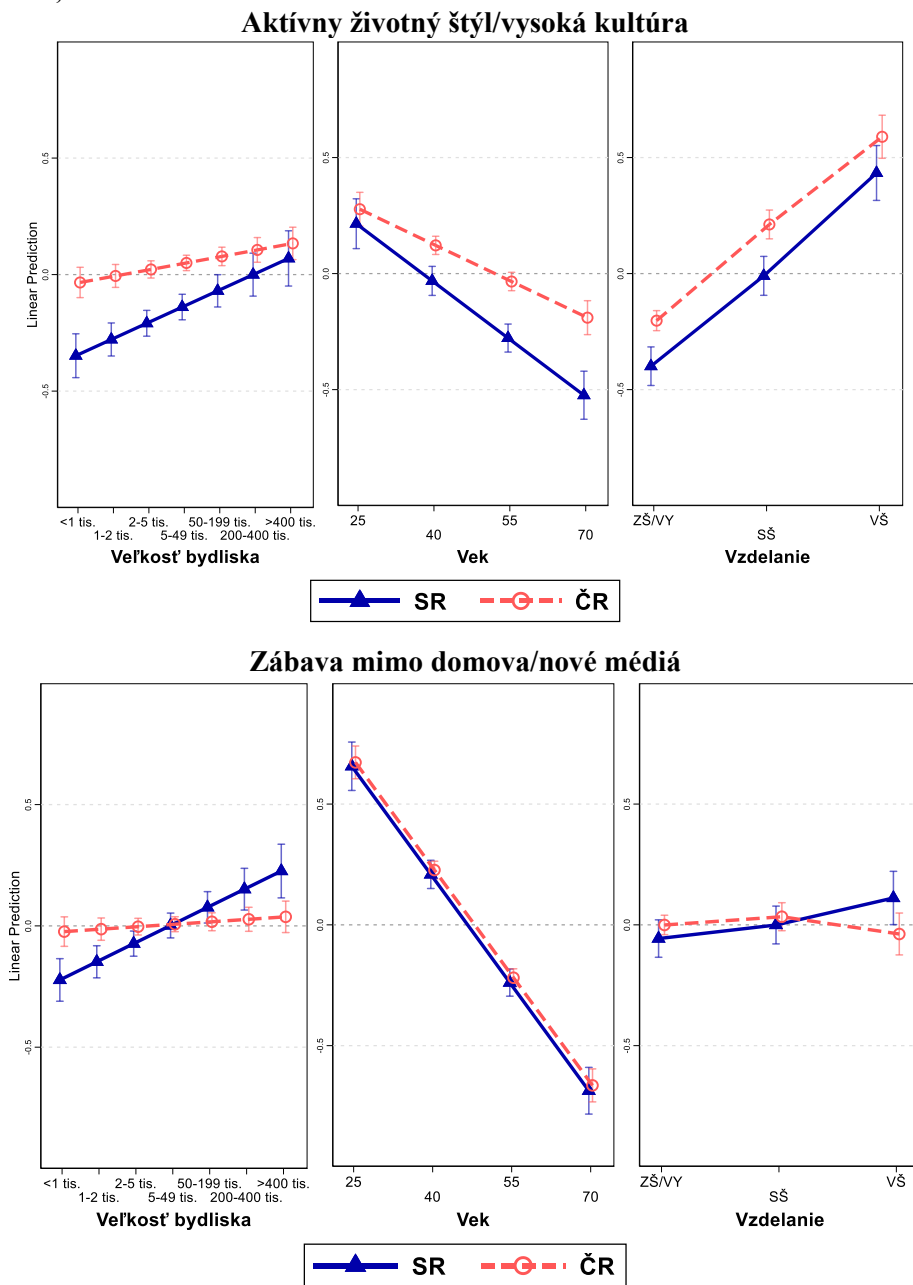 Aktívny životný štýl/vysoká kultúra
Linear Prediction
0.5
0.0
-0.5
<1 tis.
1-2 tis.
2-5 tis.
5-49 tis.
50-199 tis.
200-400 tis.
>400 tis.
Veľkosť bydliska
0.5
0.0
-0.5
25
40
55
70
Vek
0.5
0.0
-0.5
ZŠ/VY
SŠ
VŠ
Vzdelanie
SR ČR
Zábava mimo domova/nové médiá
Linear Prediction
0.5
0.0
-0.5
<1 tis.
1-2 tis.
2-5 tis.
5-49 tis.
50-199 tis.
200-400 tis.
>400 tis.
Veľkosť bydliska
0.5
0.0
-0.5
25
40
55
70
Vek
0.5
0.0
-0.5
ZŠ/VY
SŠ
VŠ
Vzdelanie
SR ČR